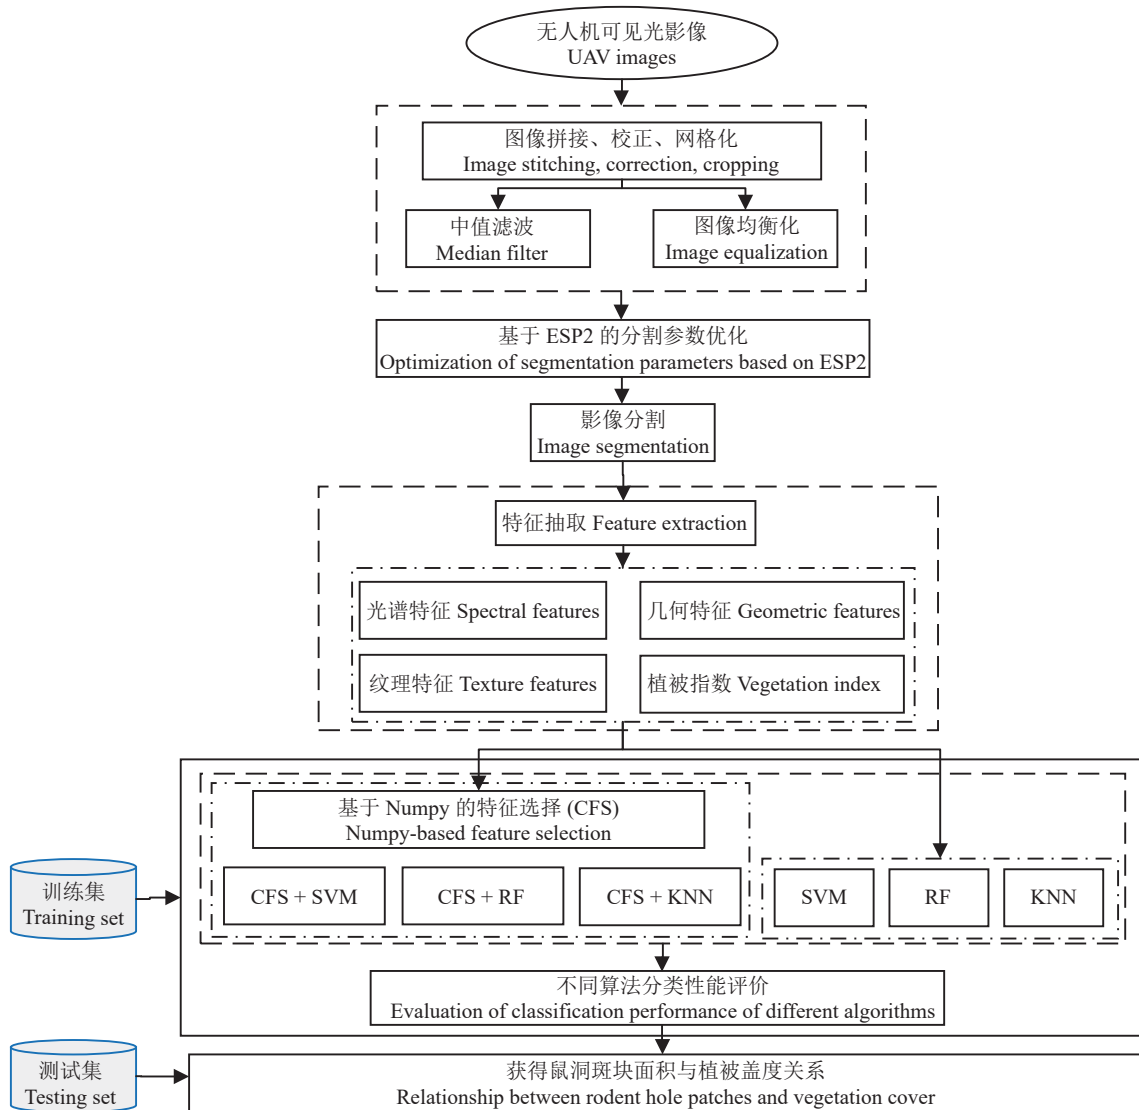 无人机可见光影像
UAV images
图像拼接、校正、网格化
Image stitching, correction, cropping
中值滤波
Median filter
图像均衡化
Image equalization
基于 ESP2 的分割参数优化
Optimization of segmentation parameters based on ESP2
影像分割
Image segmentation
特征抽取 Feature extraction
光谱特征 Spectral features
几何特征 Geometric features
纹理特征 Texture features
植被指数 Vegetation index
基于 Numpy 的特征选择 (CFS)
Numpy-based feature selection
训练集
Training set
CFS + SVM
CFS + RF
CFS + KNN
SVM
RF
KNN
不同算法分类性能评价
Evaluation of classification performance of different algorithms
测试集
Testing set
获得鼠洞斑块面积与植被盖度关系
Relationship between rodent hole patches and vegetation cover